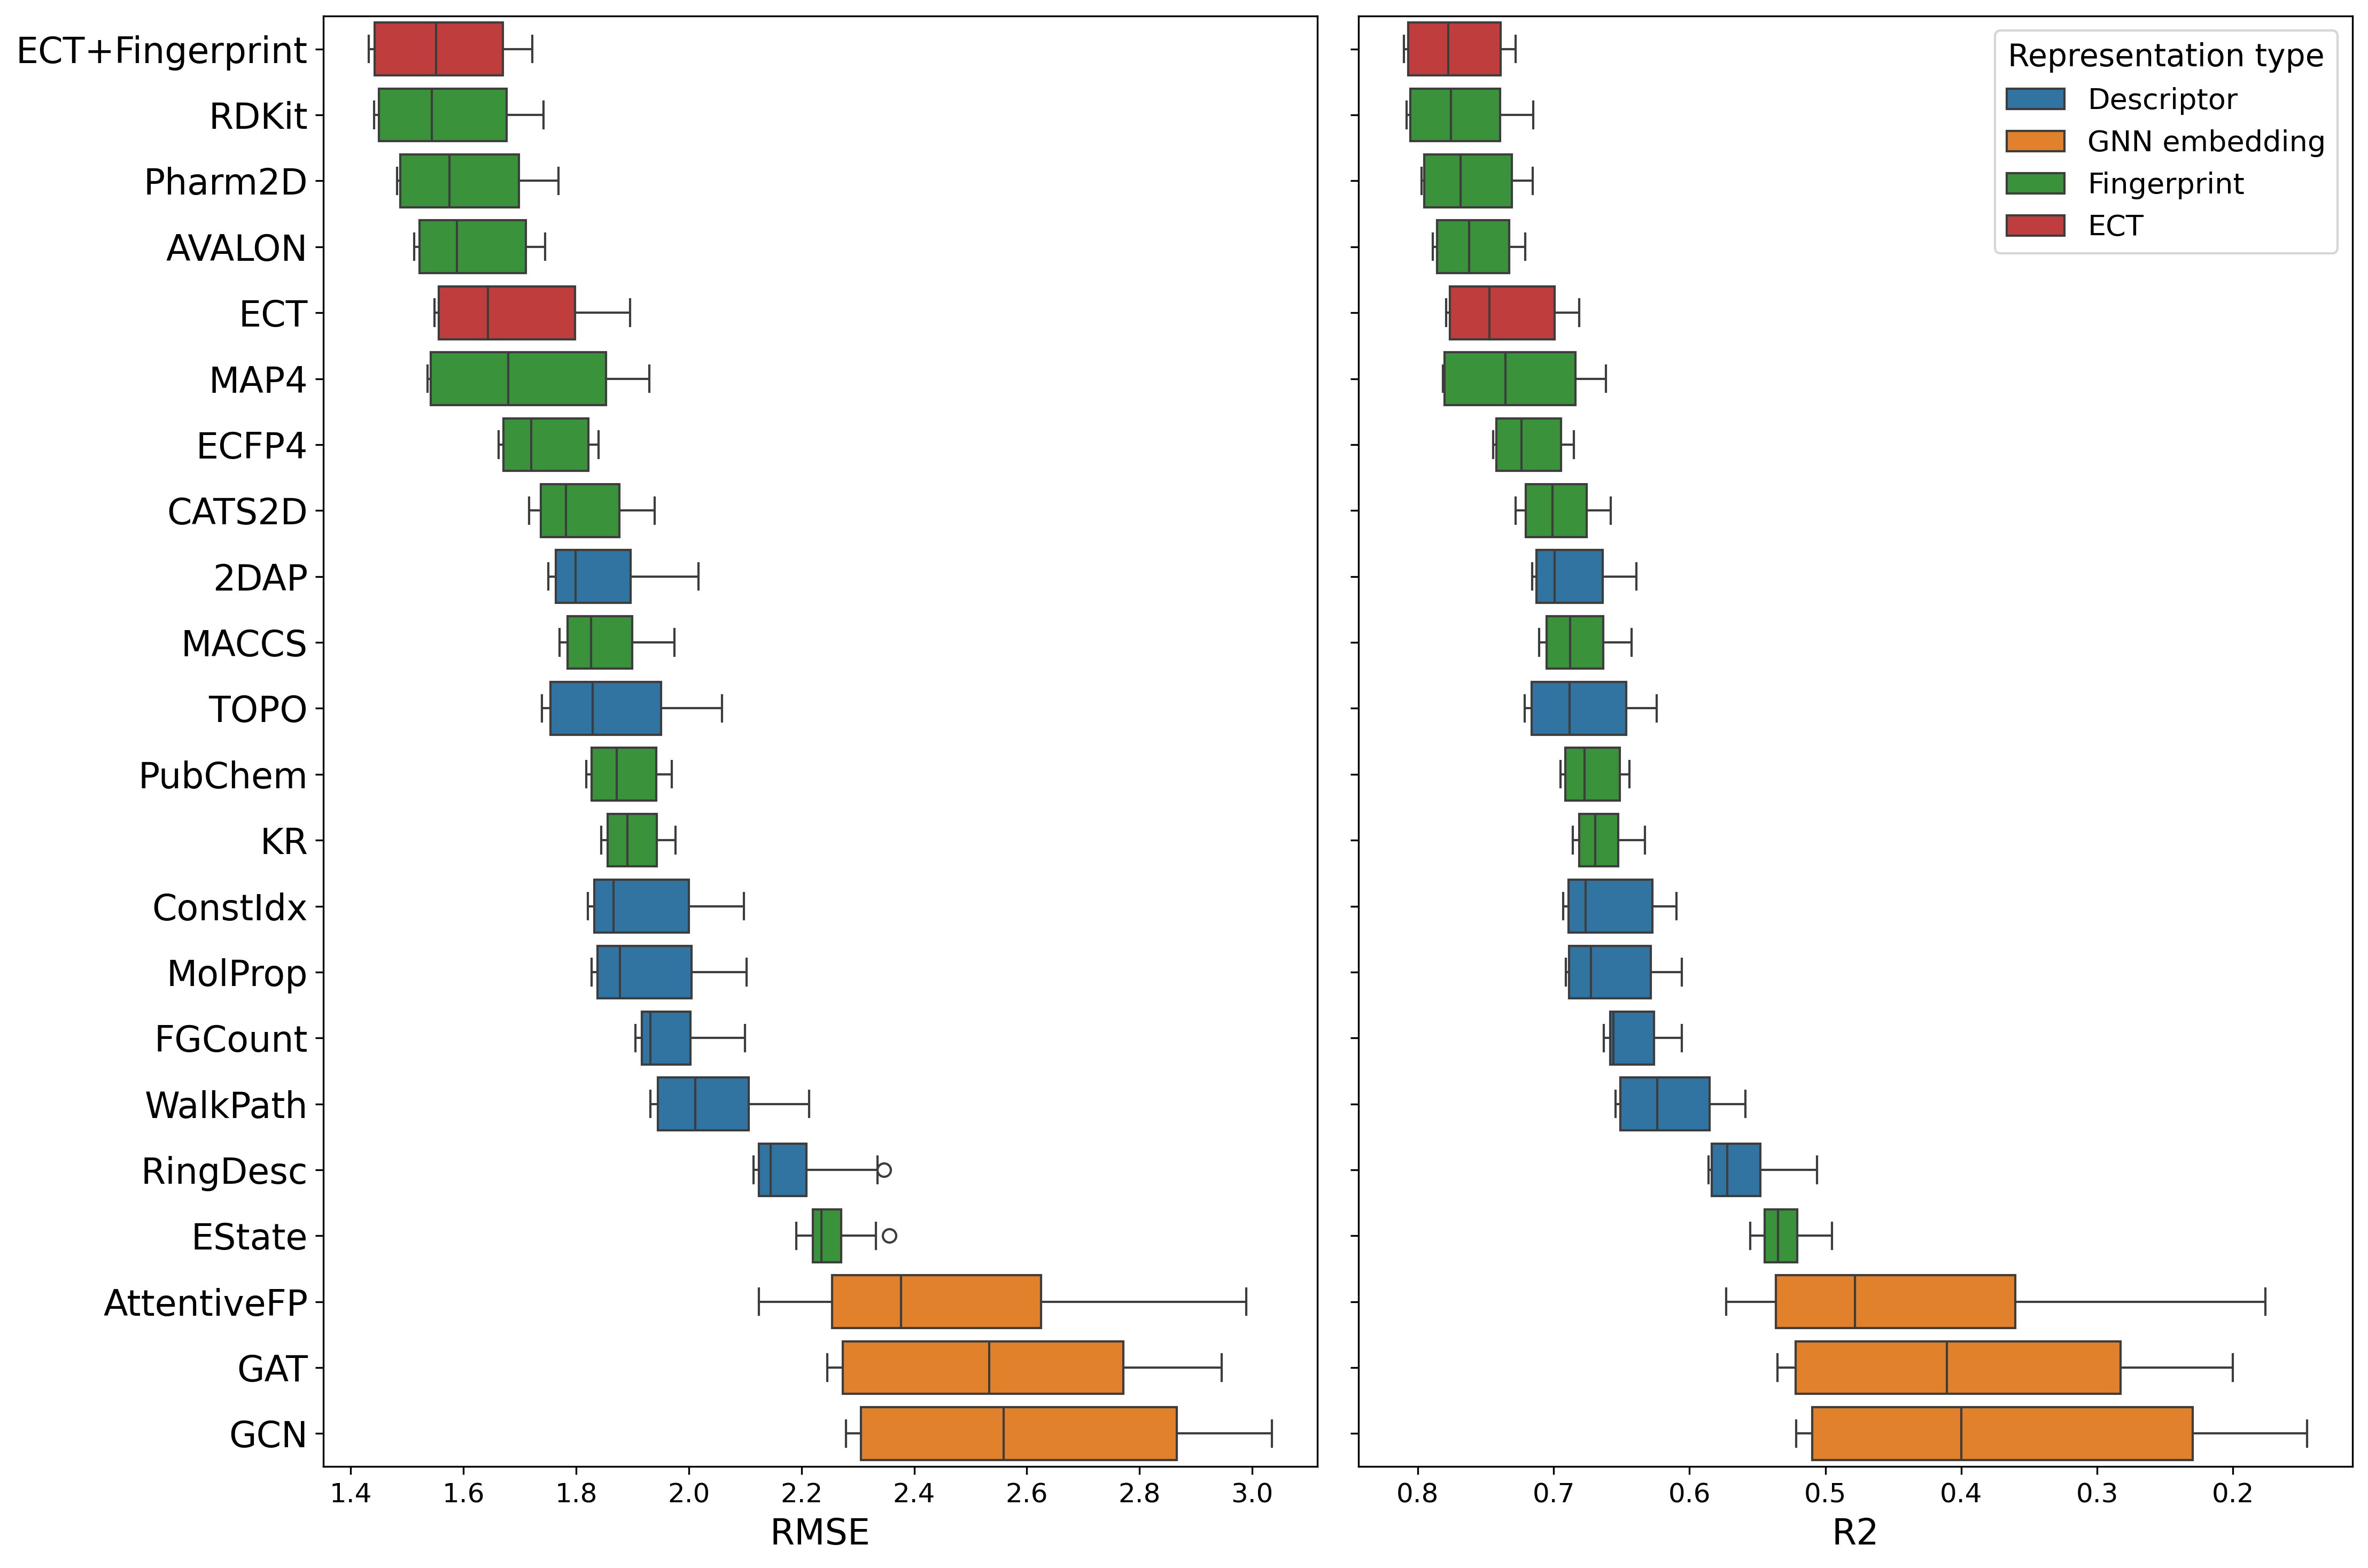 ECT+Fingerprint
RDKit
Pharm2D
AVALON
ECT
MAP4
ECFP4
CATS2D
2DAP
MACCS
TOPO
PubChem
KR
ConstIdx
MolProp
FGCount
WalkPath
RingDesc
EState
AttentiveFP
GAT
GCN
1.4 1.6 1.8 2.0 2.2 2.4 2.6 2.8 3.0
RMSE
Representation type
Descriptor
GNN embedding
Fingerprint
ECT
0.8 0.7 0.6 0.5 0.4 0.3 0.2
R2